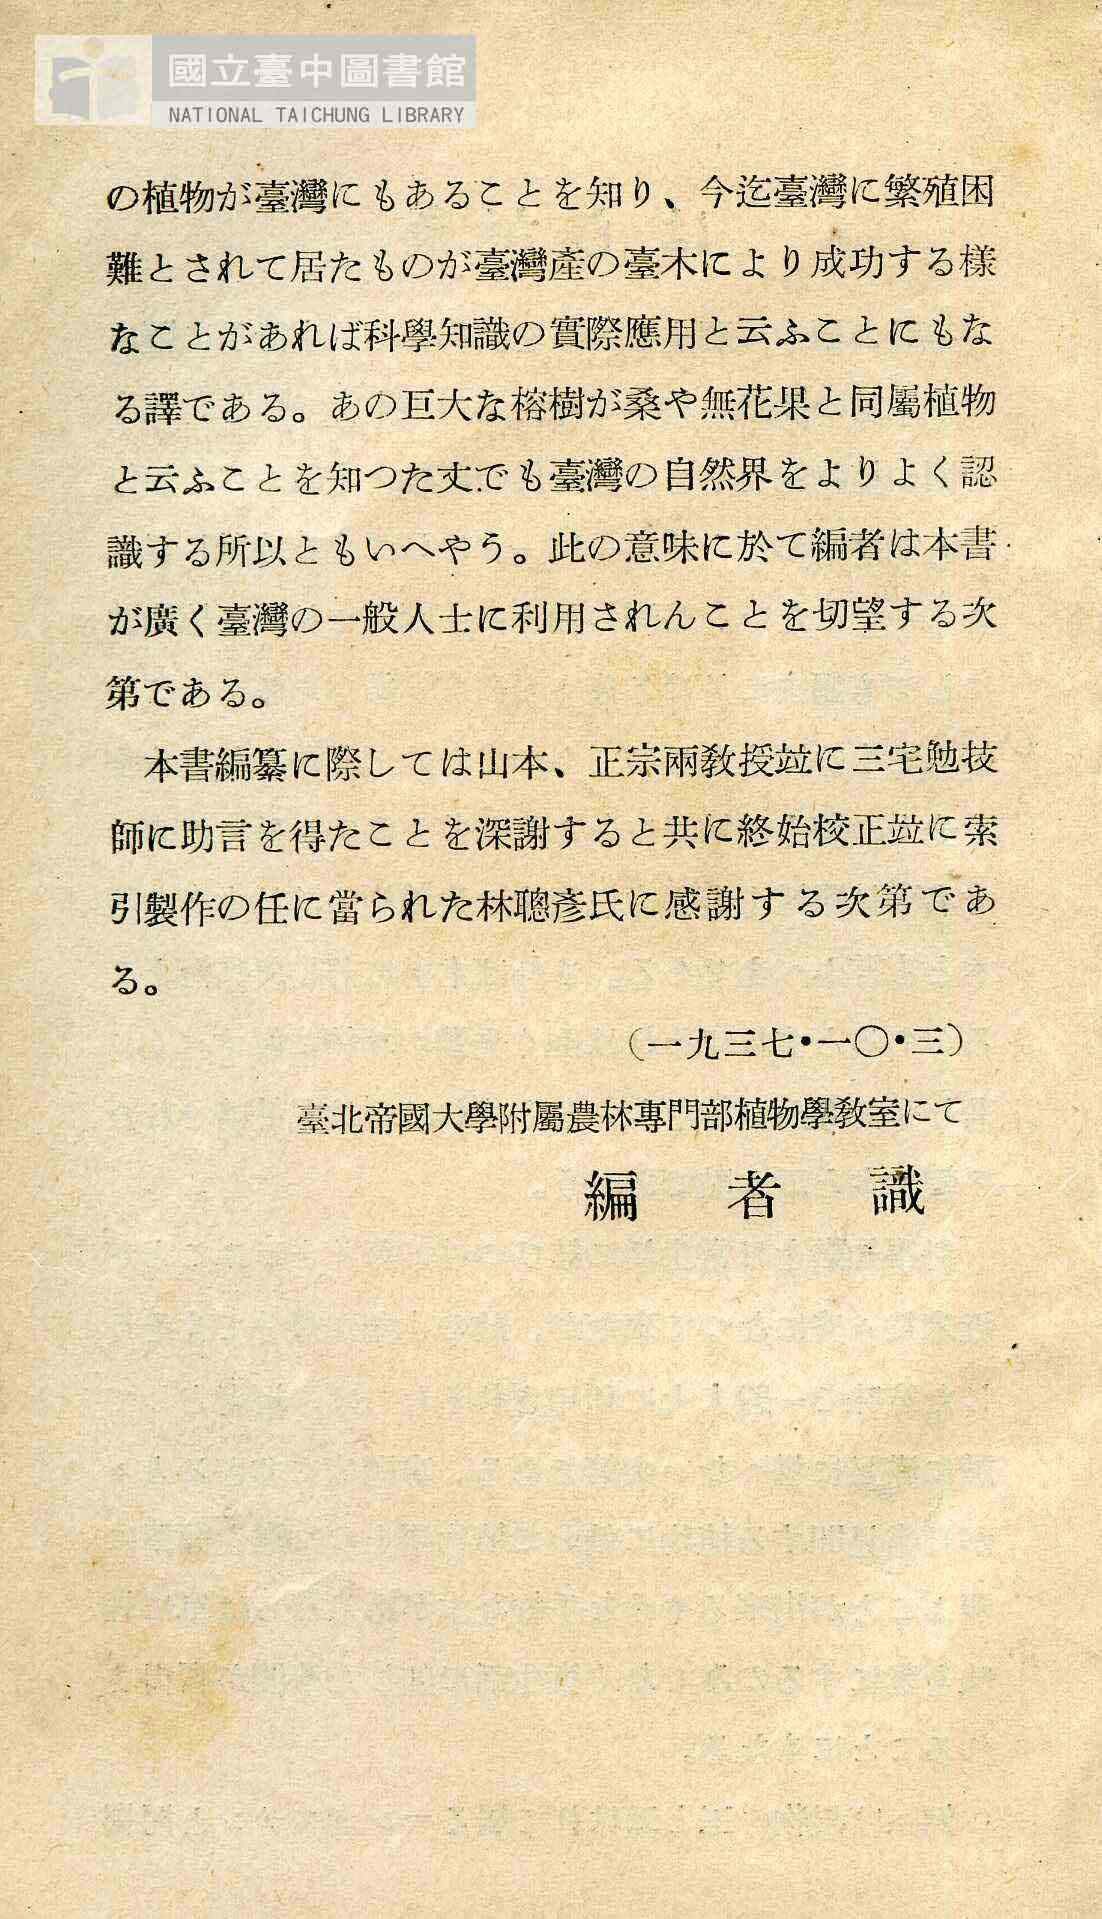 國立臺中圖書館
NATIONAL TAICHUNG LIBRARY
の植物が臺灣にもあることを知り、今迄臺灣に繁殖困
難とされて居たものが臺灣產の臺木により成功する樣
なことがあれば科學知識の實際應用と云ふことにもな
る譯である。あの巨大な榕樹が桑や無花果と同屬植物
と云ふことを知つた丈でも臺灣の自然界をよりよく認
識する所以ともいへやう。此の意味に於て編者は本書
が廣く臺灣の一般人士に利用されんことを切望する次
第である。
本書編纂に際しては山本、正宗兩敎授竝に三宅勉技
師に助言を得たことを深謝すると共に終始校正竝に索
引製作の任に當られた林聰彥氏に感謝する次第であ
る。
(一九三七•一〇•三)
臺北帝國大學附屬農林專門部植物學敎室にて
編者識